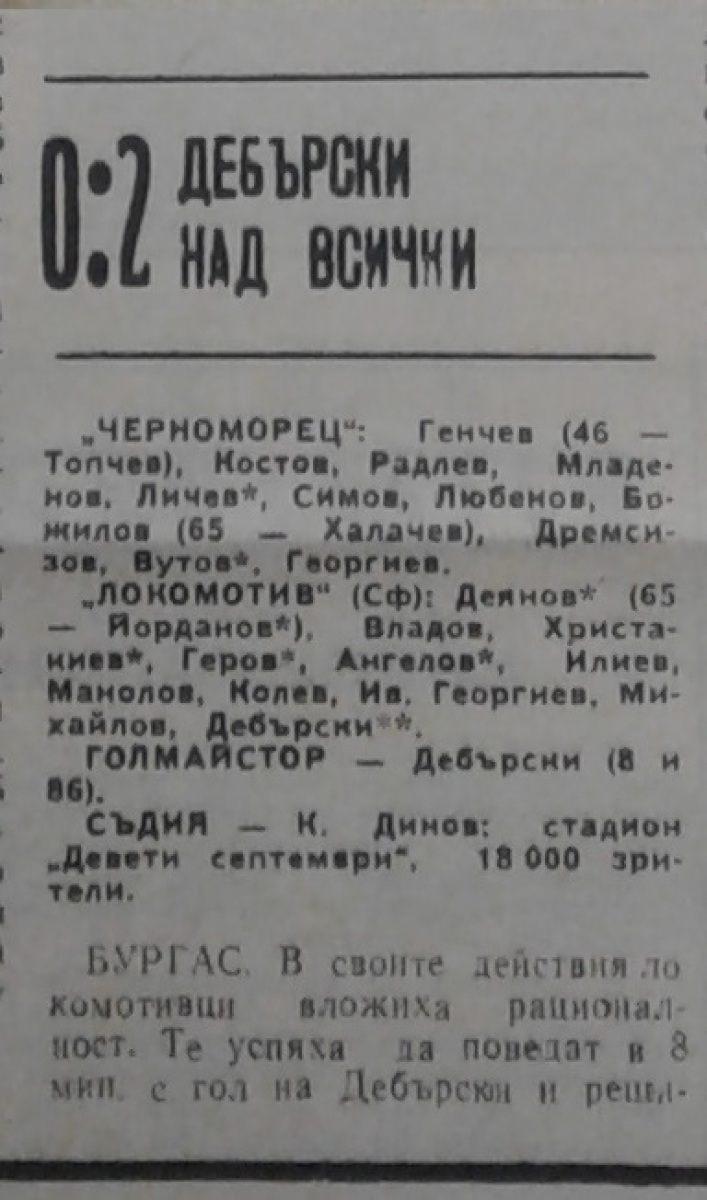 0:2 ДЕБЪРСКИ
НАД ВСИЧКИ
„ЧЕРНОМОРЕЦ“: Генчев (46 —
Топчев), Костов, Радлев, Младе-
нов, Личев*, Симов, Любенов, Бо-
жилов (65 — Халачев), Дремси-
зов, Вутов*, Георгиев.
„ЛОКОМОТИВ“ (Сф): Деянов* (65
— Йорданов*), Владов, Христа-
киев*, Геров*, Ангелов*, Илиев,
Манолов, Колев, Ив. Георгиев, Ми-
хайлов, Дебърски**.
ГОЛМАЙСТОР — Дебърски (8 и
86).
СЪДИЯ — К. Динов; стадион
„Девети септември“, 18 000 зри-
тели.
БУРГАС. В своите действия ло
комотивци вложиха рационал-
ност. Те успяха да поведат в 8
мин. с гол на Дебърски и